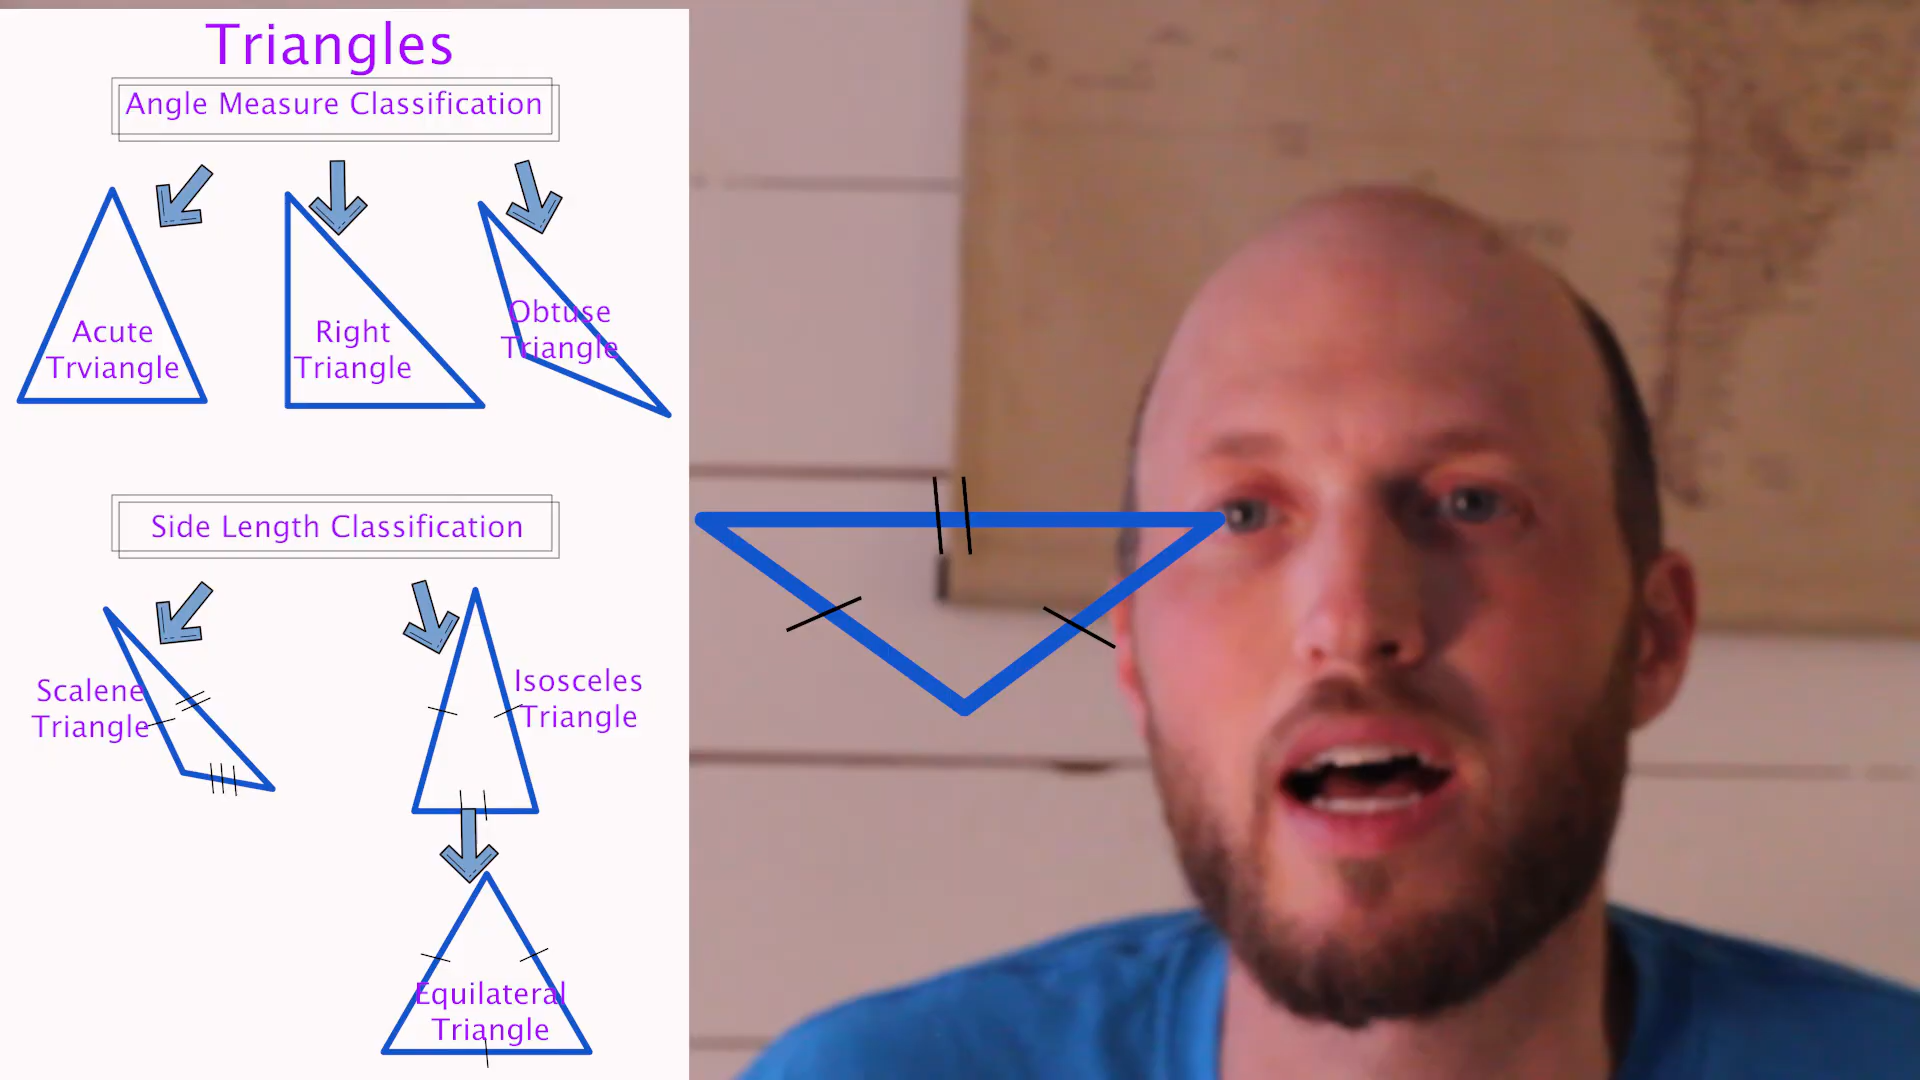 Triangles
Angle Measure Classification
Acute
Trviangle
Right
Triangle
Obtuse
Triangle
Side Length Classification
Scalene
Triangle
Isosceles
Triangle
Equilateral
Triangle